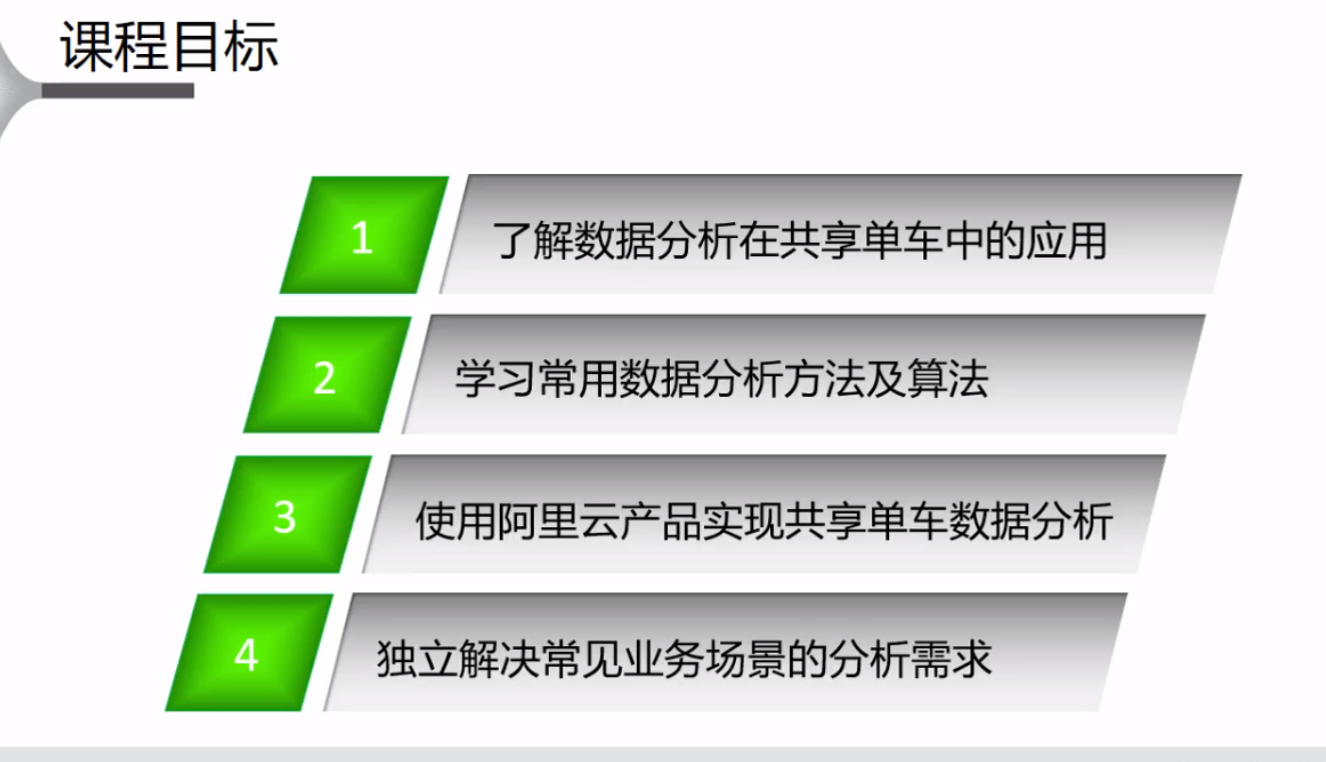 课程目标
1 了解数据分析在共享单车中的应用
2 学习常用数据分析方法及算法
3 使用阿里云产品实现共享单车数据分析
4 独立解决常见业务场景的分析需求